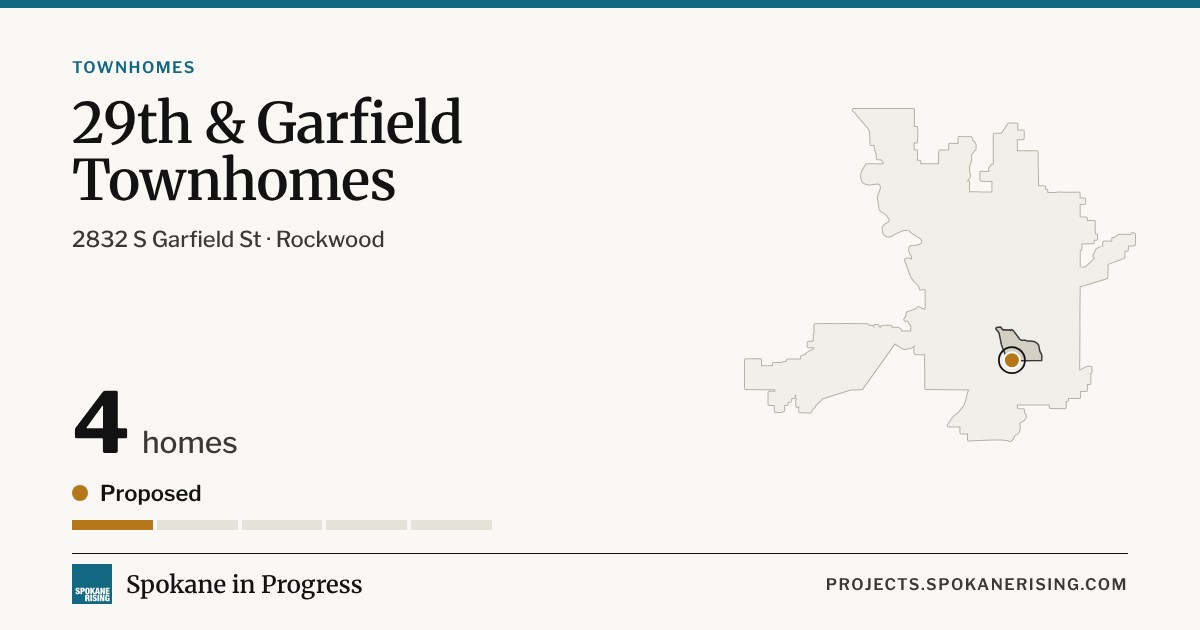 TOWNHOMES
29th & Garfield
Townhomes
2832 S Garfield St · Rockwood
4 homes
Proposed
SPOKANE
RISING
Spokane in Progress
PROJECTS.SPOKANERISING.COM